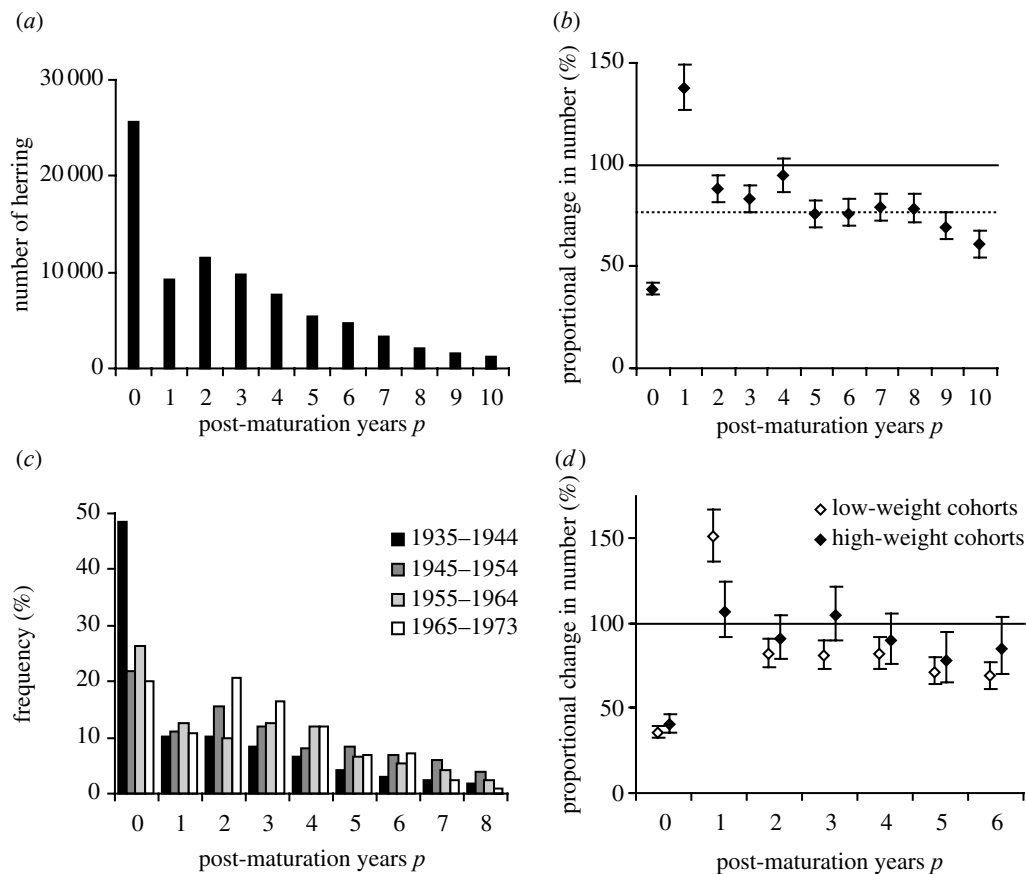 (a)
number of herring
30 000
20 000
10 000
0
0 1 2 3 4 5 6 7 8 9 10
post-maturation years p
(b)
proportional change in number (%)
150
100
50
0
0 1 2 3 4 5 6 7 8 9 10
post-maturation years p
(c)
frequency (%)
50
40
30
20
10
0
1935–1944
1945–1954
1955–1964
1965–1973
0 1 2 3 4 5 6 7 8
post-maturation years p
(d)
proportional change in number (%)
150
100
50
0
low-weight cohorts
high-weight cohorts
0 1 2 3 4 5 6
post-maturation years p